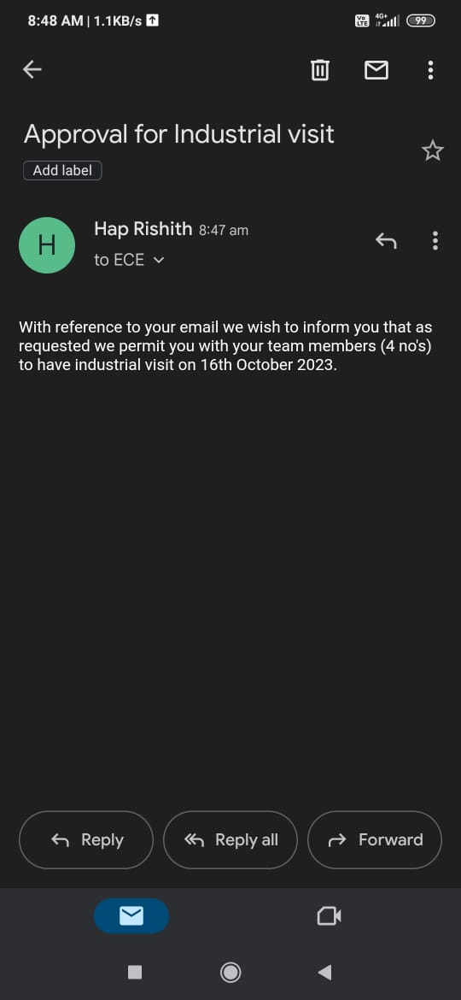 8:48 AM | 1.1KB/s
Vo LTE 4G+ 99
Approval for Industrial visit
Add label
H
Hap Rishith 8:47 am
to ECE
With reference to your email we wish to inform you that as
requested we permit you with your team members (4 no's)
to have industrial visit on 16th October 2023.
Reply
Reply all
Forward